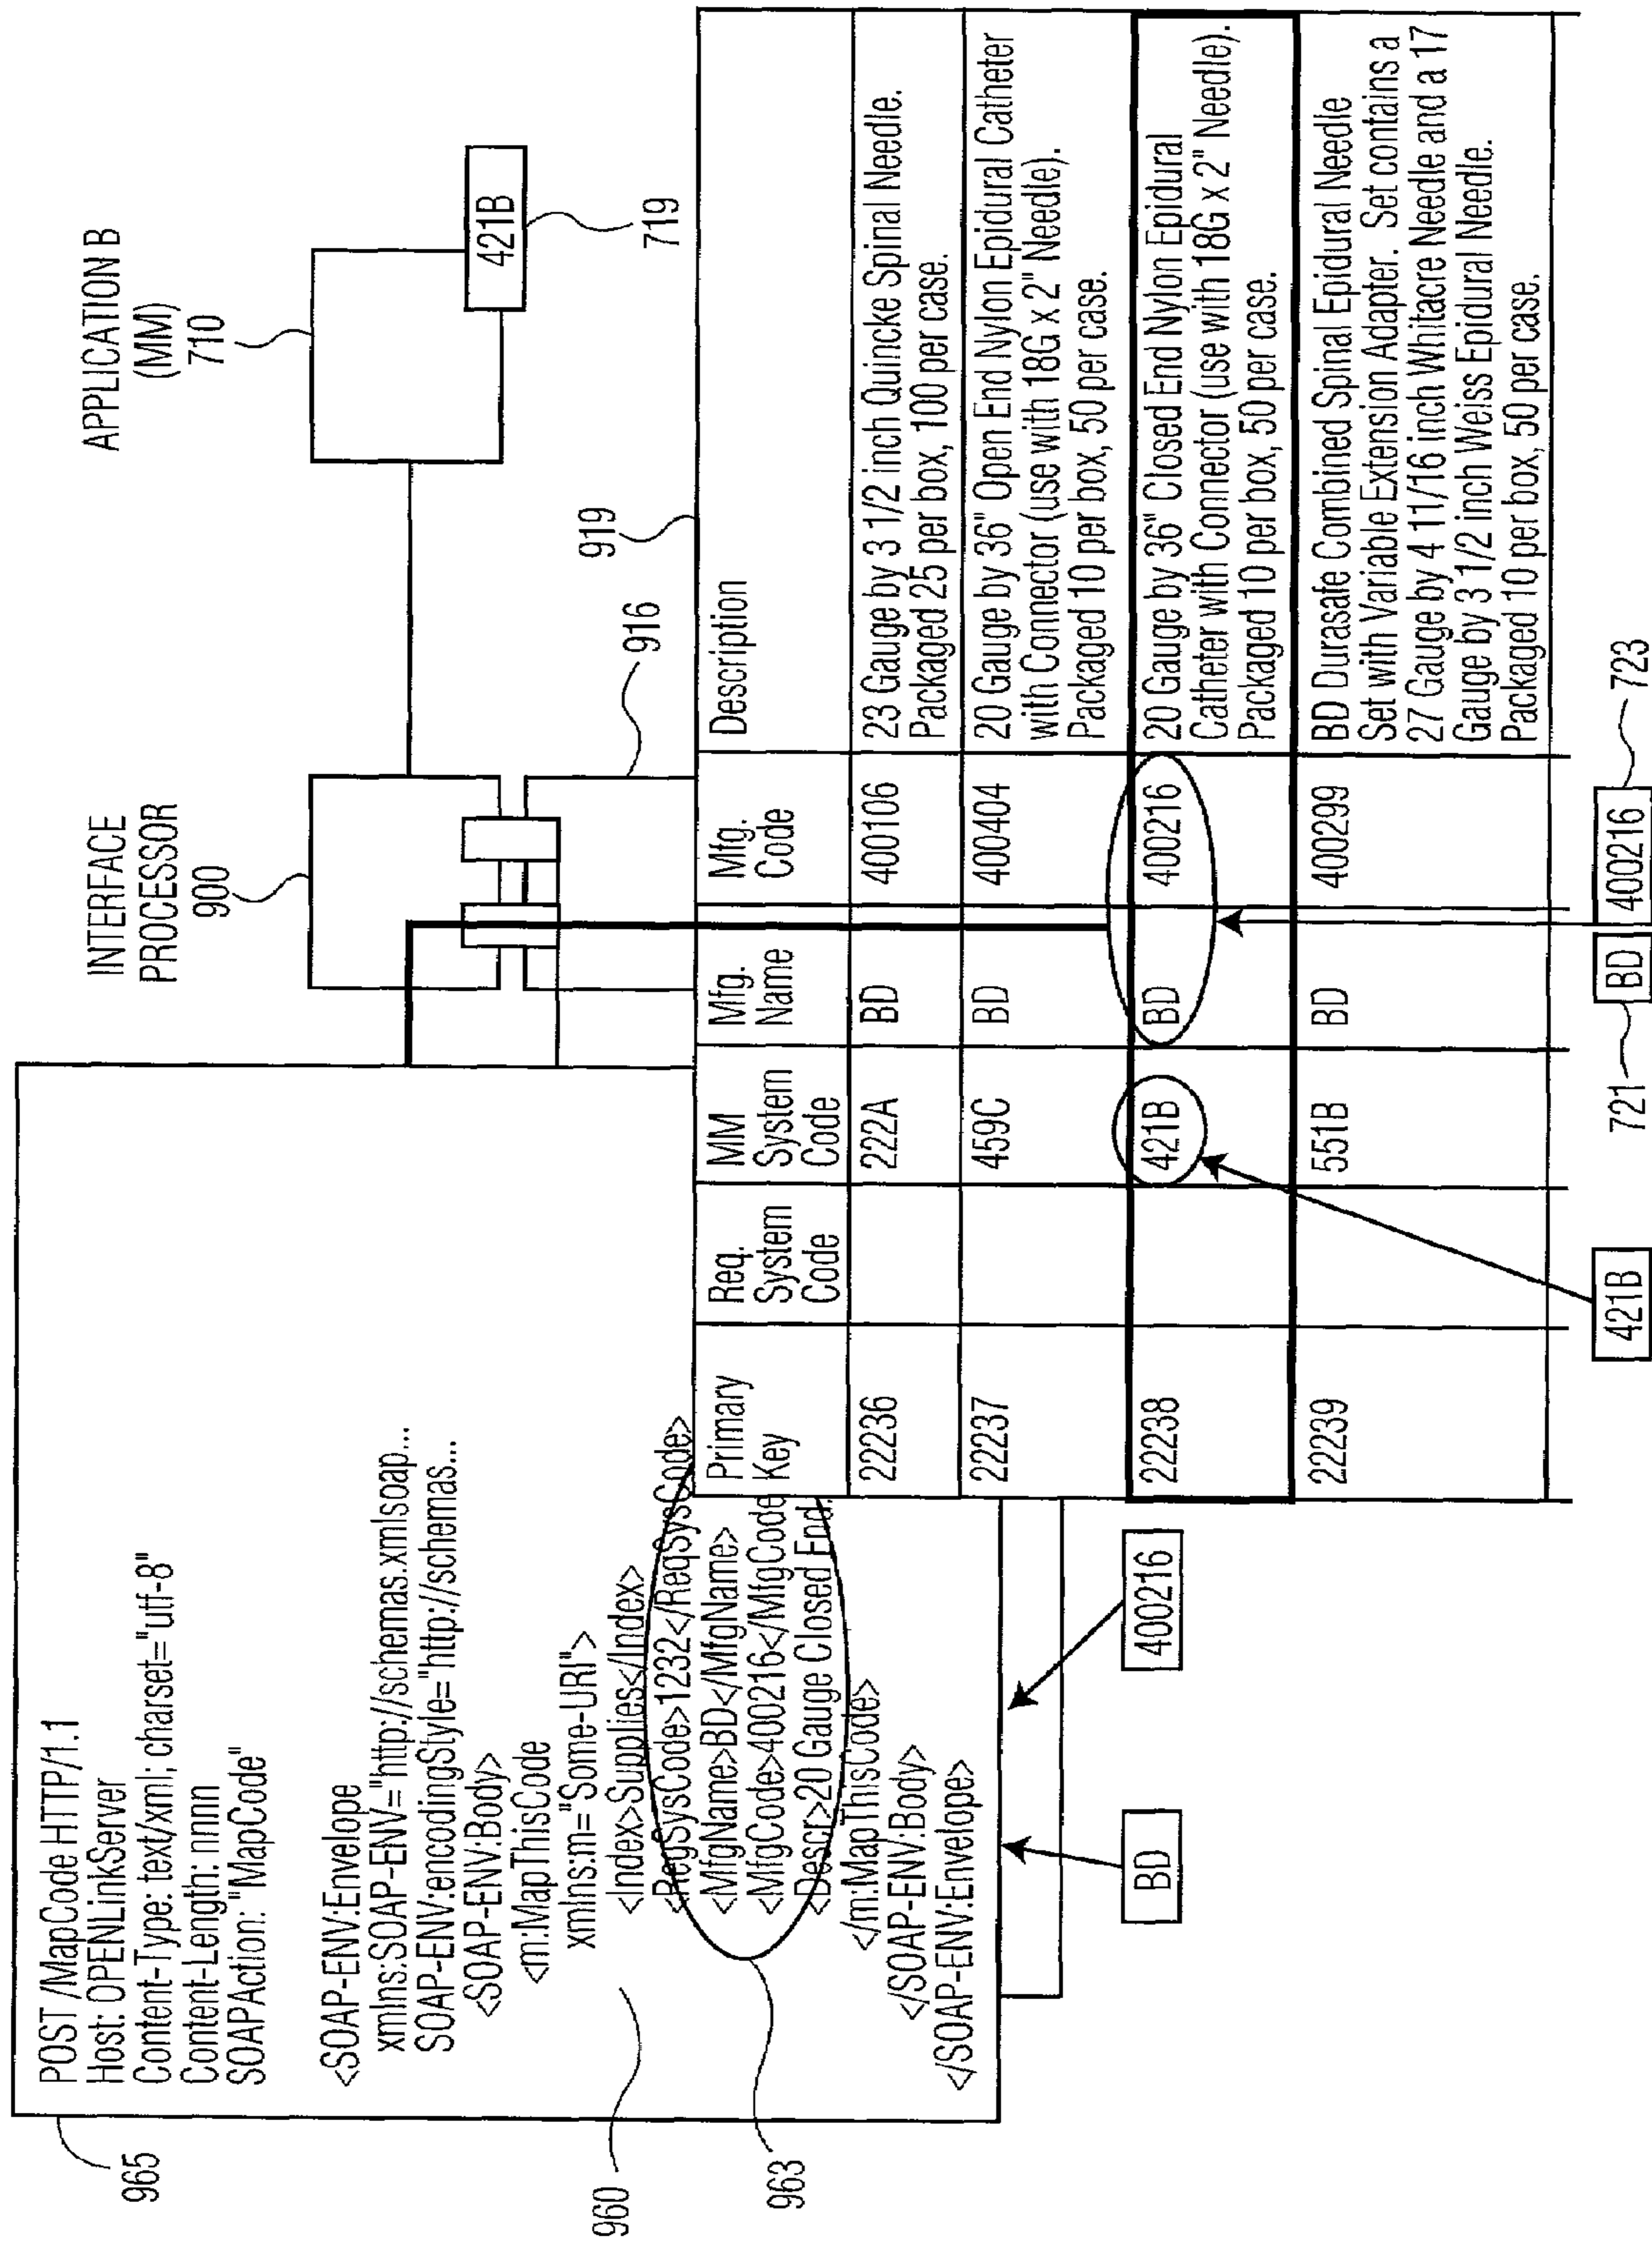 965
POST /MapCode HTTP/1.1
Host: OPENLinkServer
Content-Type: text/xml; charset="utf-8"
Content-Length: nnnn
SOAPAction: "MapCode"
<SOAP-ENV:Envelope
xmlns:SOAP-ENV="http://schemas.xmlsoap...
SOAP-ENV:encodingStyle="http://schemas...
<SOAP-ENV:Body>
<m:MapThisCode
xmlns:m="Some-URI">
<Index>Supplies</Index>
<ReqSysCode>1232</ReqSysCode>
<MfgName>BD</MfgName>
<MfgCode>400216</MfgCode
<Descr>20 Gauge Closed End.
</m:MapThisCode>
</SOAP-ENV:Body>
</SOAP-ENV:Envelope>
960
963
BD
400216
INTERFACE
PROCESSOR
900
APPLICATION B
(MM)
710
421B
719
916
919
Primary
Key
Req.
System
Code
MM
System
Code
Mfg.
Name
Mfg.
Code
Description
22236
222A
BD
400106
23 Gauge by 3 1/2 inch Quincke Spinal Needle.
Packaged 25 per box, 100 per case.
22237
459C
BD
400404
20 Gauge by 36" Open End Nylon Epidural Catheter
with Connector (use with 18G x 2" Needle).
Packaged 10 per box, 50 per case.
22238
421B
BD
400216
20 Gauge by 36" Closed End Nylon Epidural
Catheter with Connector (use with 18G x 2" Needle).
Packaged 10 per box, 50 per case.
22239
551B
BD
400299
BD Durasafe Combined Spinal Epidural Needle
Set with Variable Extension Adapter. Set contains a
27 Gauge by 4 11/16 inch Whitacre Needle and a 17
Gauge by 3 1/2 inch Weiss Epidural Needle.
Packaged 10 per box, 50 per case.
421B
721
BD
400216
723